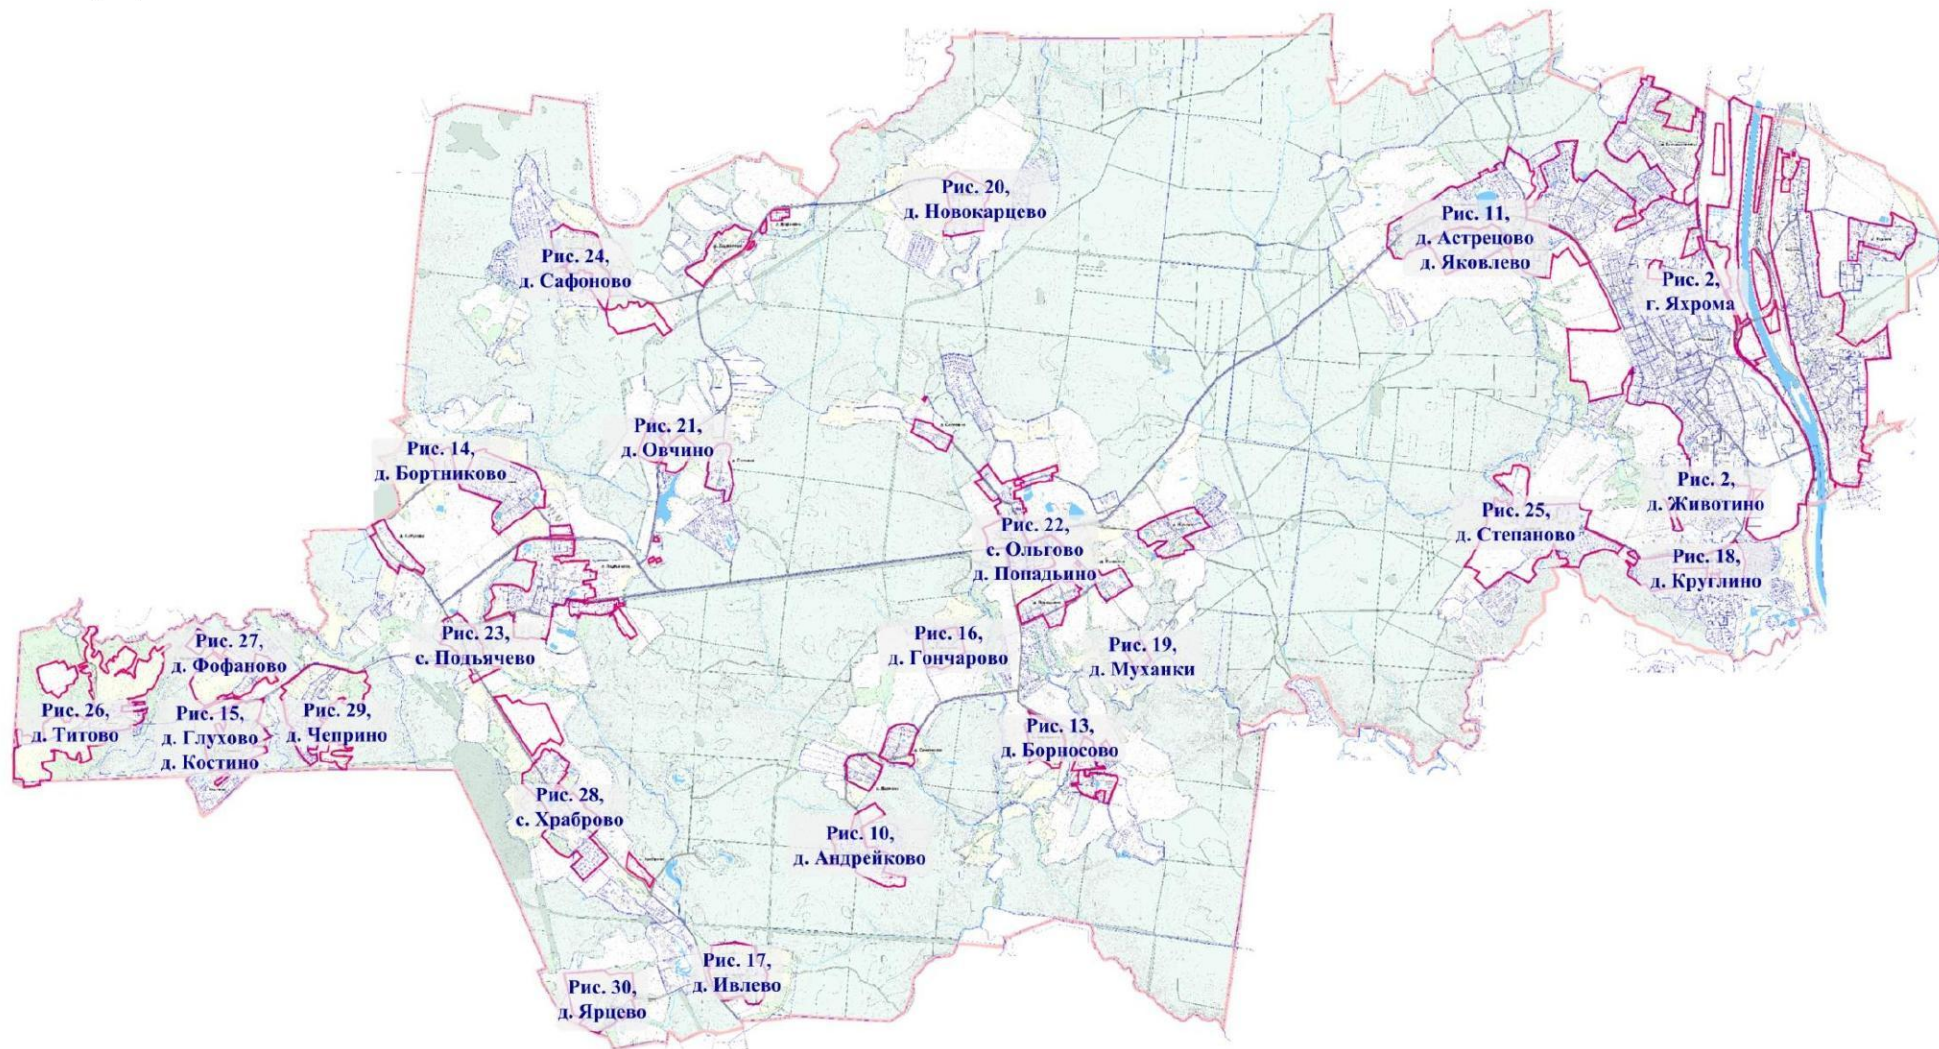 Рис. 20,
д. Новокарцево
Рис. 11,
д. Астрецово
д. Яковлево
Рис. 24,
д. Сафоново
Рис. 2,
г. Яхрома
Рис. 21,
д. Овчино
Рис. 14,
д. Бортниково
Рис. 2,
д. Животино
Рис. 25,
д. Степаново
Рис. 22,
с. Ольгово
д. Попадьино
Рис. 18,
д. Круглино
Рис. 23,
с. Подъячево
Рис. 16,
д. Гончарово
Рис. 19,
д. Муханки
Рис. 27,
д. Фофаново
Рис. 26,
д. Титово
Рис. 15,
д. Глухово
д. Костино
Рис. 29,
д. Чеприно
Рис. 13,
д. Борносово
Рис. 28,
с. Храброво
Рис. 10,
д. Андрейково
Рис. 17,
д. Ивлево
Рис. 30,
д. Ярцево